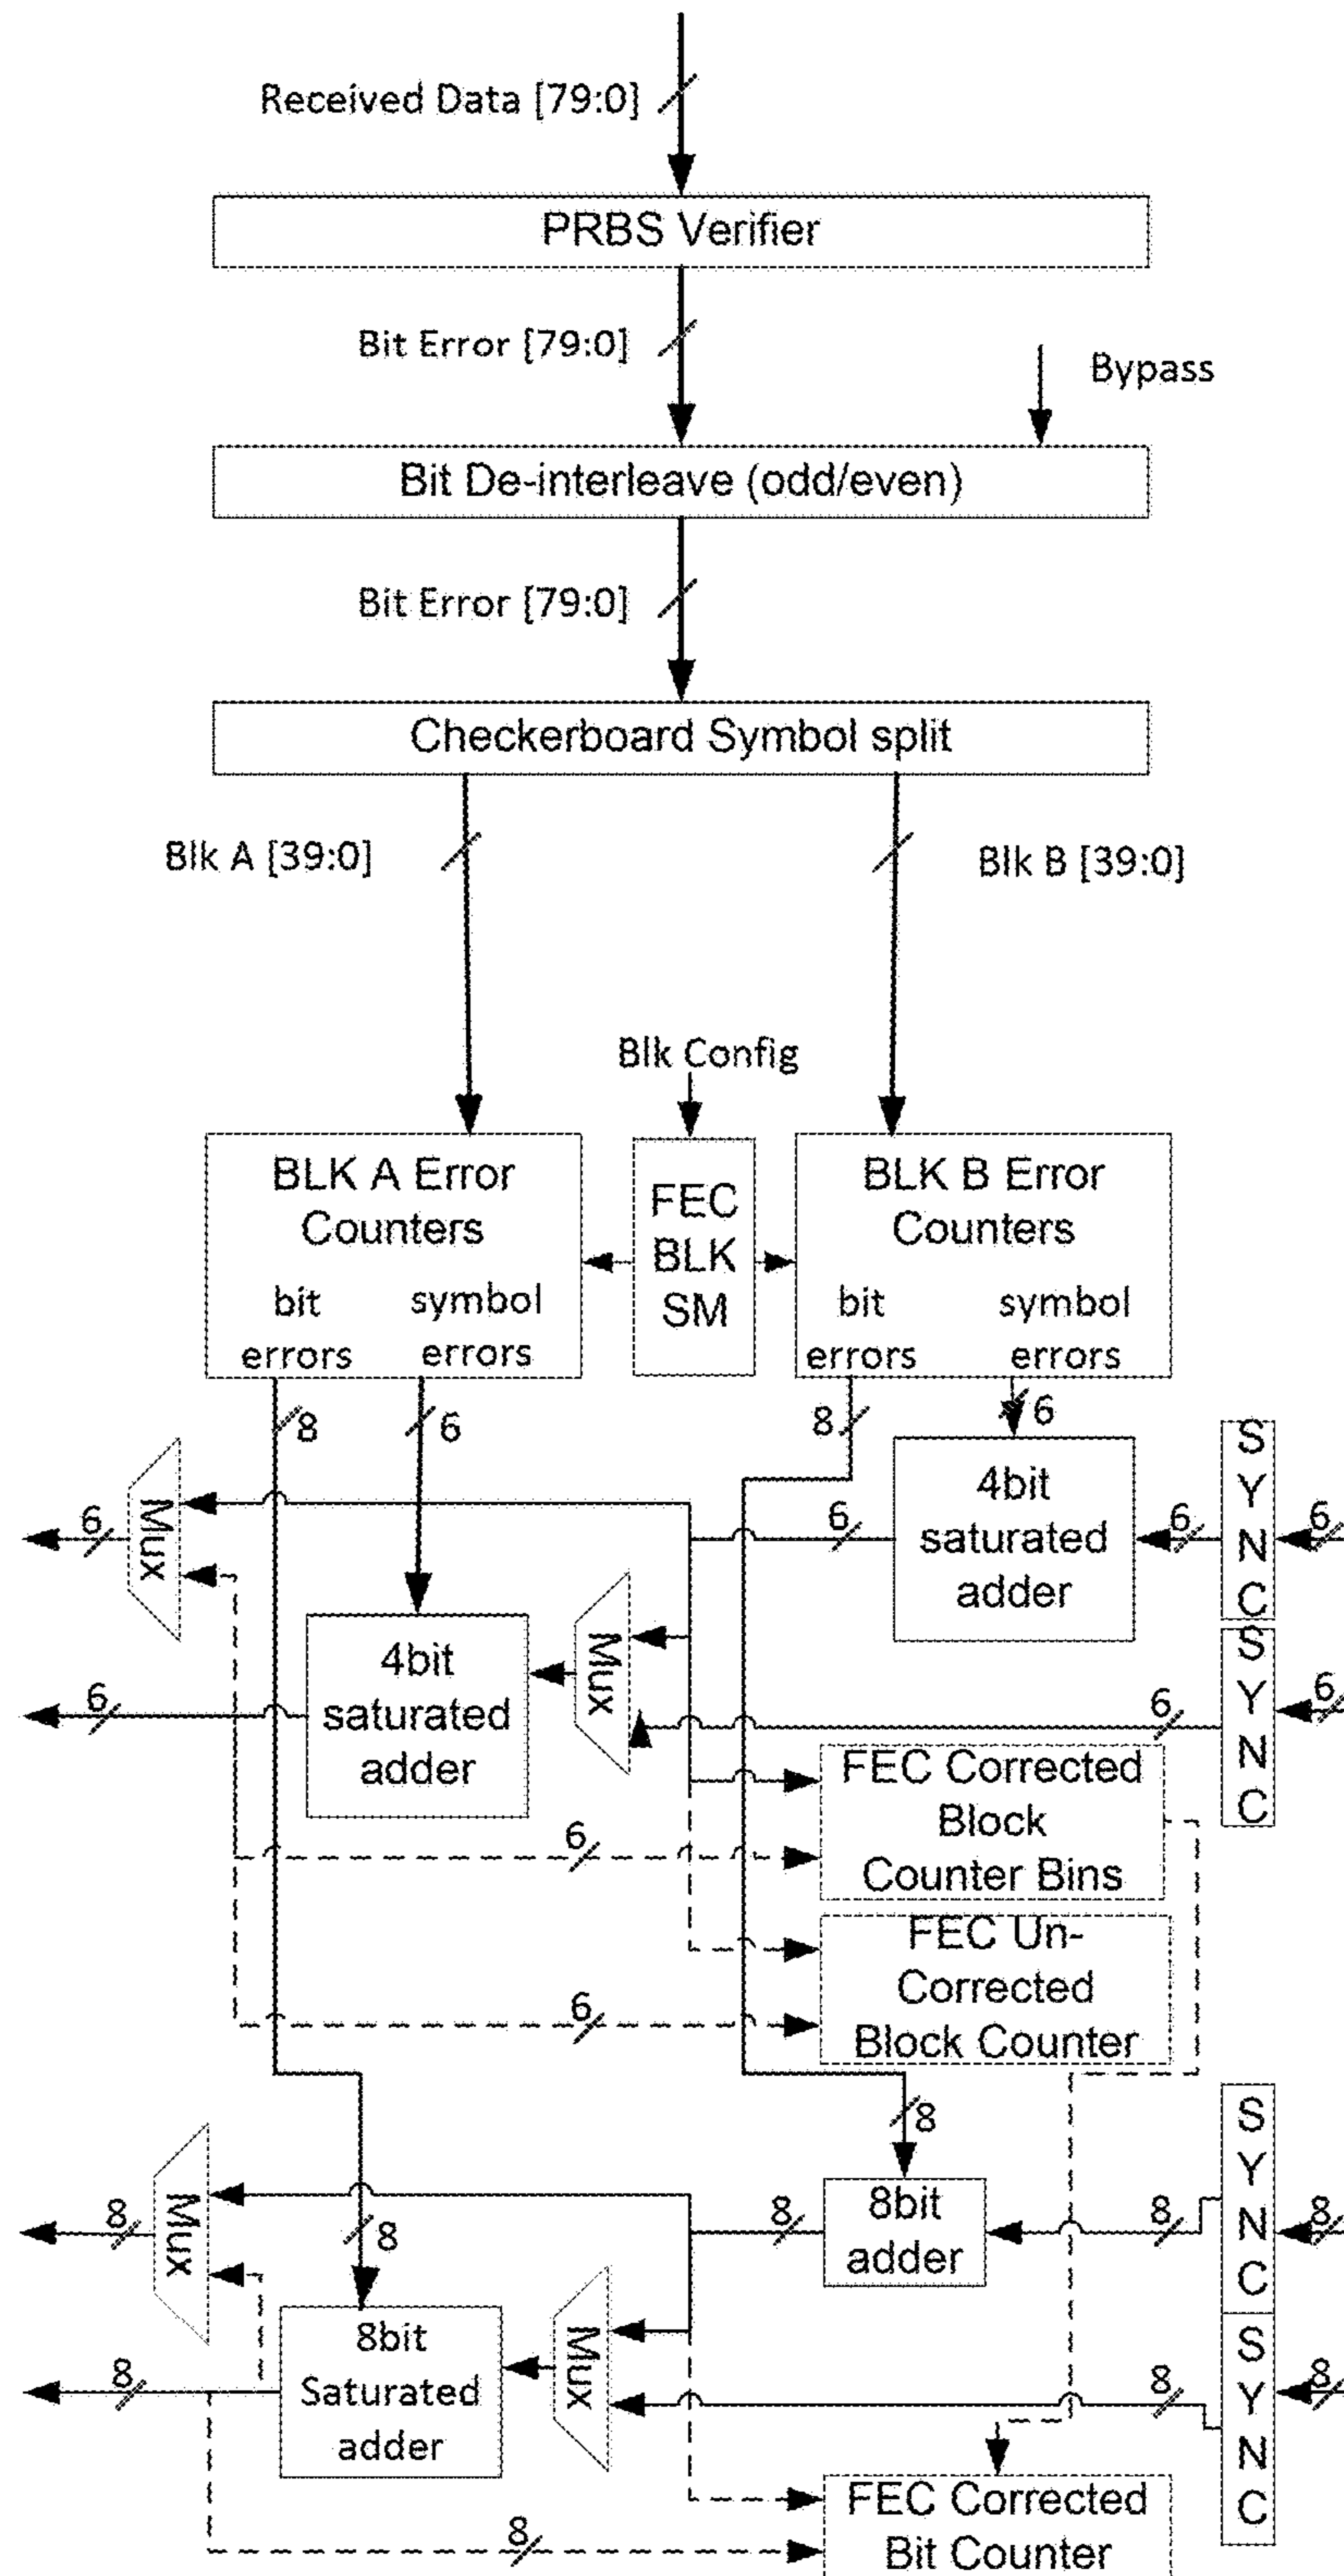 Received Data [79:0]
PRBS Verifier
Bit Error [79:0]
Bypass
Bit De-interleave (odd/even)
Bit Error [79:0]
Checkerboard Symbol split
Blk A [39:0]
Blk B [39:0]
Blk Config
BLK A Error
Counters
bit
errors
symbol
errors
FEC
BLK
SM
BLK B Error
Counters
bit
errors
symbol
errors
8
6
8
6
Mux
6
6
4bit
saturated
adder
6
S
Y
N
C
6
4bit
saturated
adder
6
Mux
6
S
Y
N
C
6
FEC Corrected
Block
Counter Bins
6
FEC Un-
Corrected
Block Counter
6
8
8
Mux
8
8
8bit
adder
8
S
Y
N
C
8
8bit
Saturated
adder
8
Mux
8
S
Y
N
C
8
FEC Corrected
Bit Counter
8